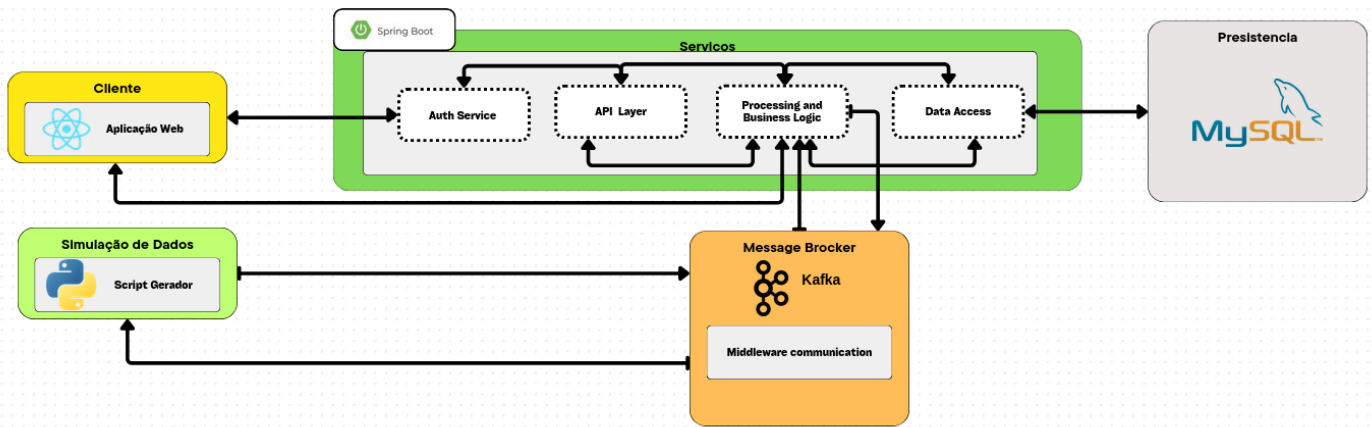 Spring Boot
Servicos
Presistencia
MySQL
Cliente
Aplicação Web
Auth Service
API Layer
Processing and
Business Logic
Data Access
Simulação de Dados
Script Gerador
Message Brocker
Kafka
Middleware communication